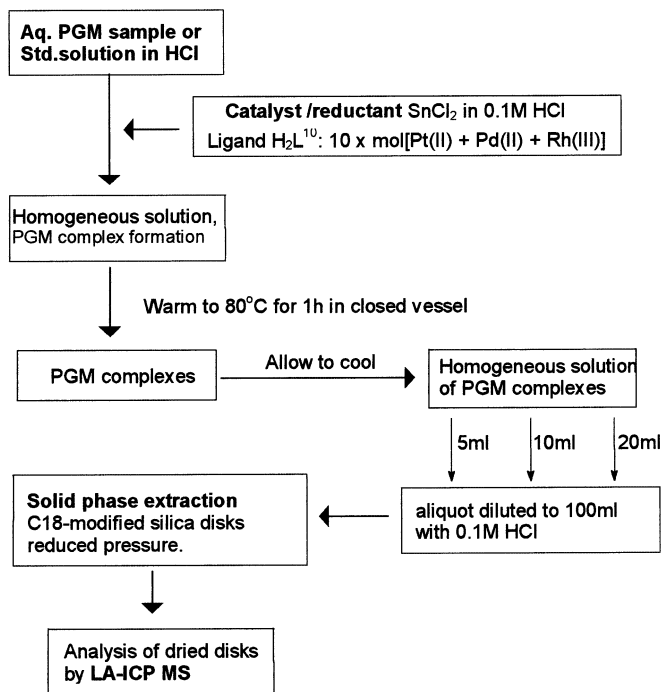 Aq. PGM sample or
Std.solution in HCl
Catalyst /reductant SnCl₂ in 0.1M HCl
Ligand H₂L¹⁰: 10 x mol[Pt(II) + Pd(II) + Rh(III)]
Homogeneous solution,
PGM complex formation
Warm to 80°C for 1h in closed vessel
PGM complexes
Allow to cool
Homogeneous solution
of PGM complexes
5ml
10ml
20ml
Solid phase extraction
C18-modified silica disks
reduced pressure.
aliquot diluted to 100ml
with 0.1M HCl
Analysis of dried disks
by LA-ICP MS